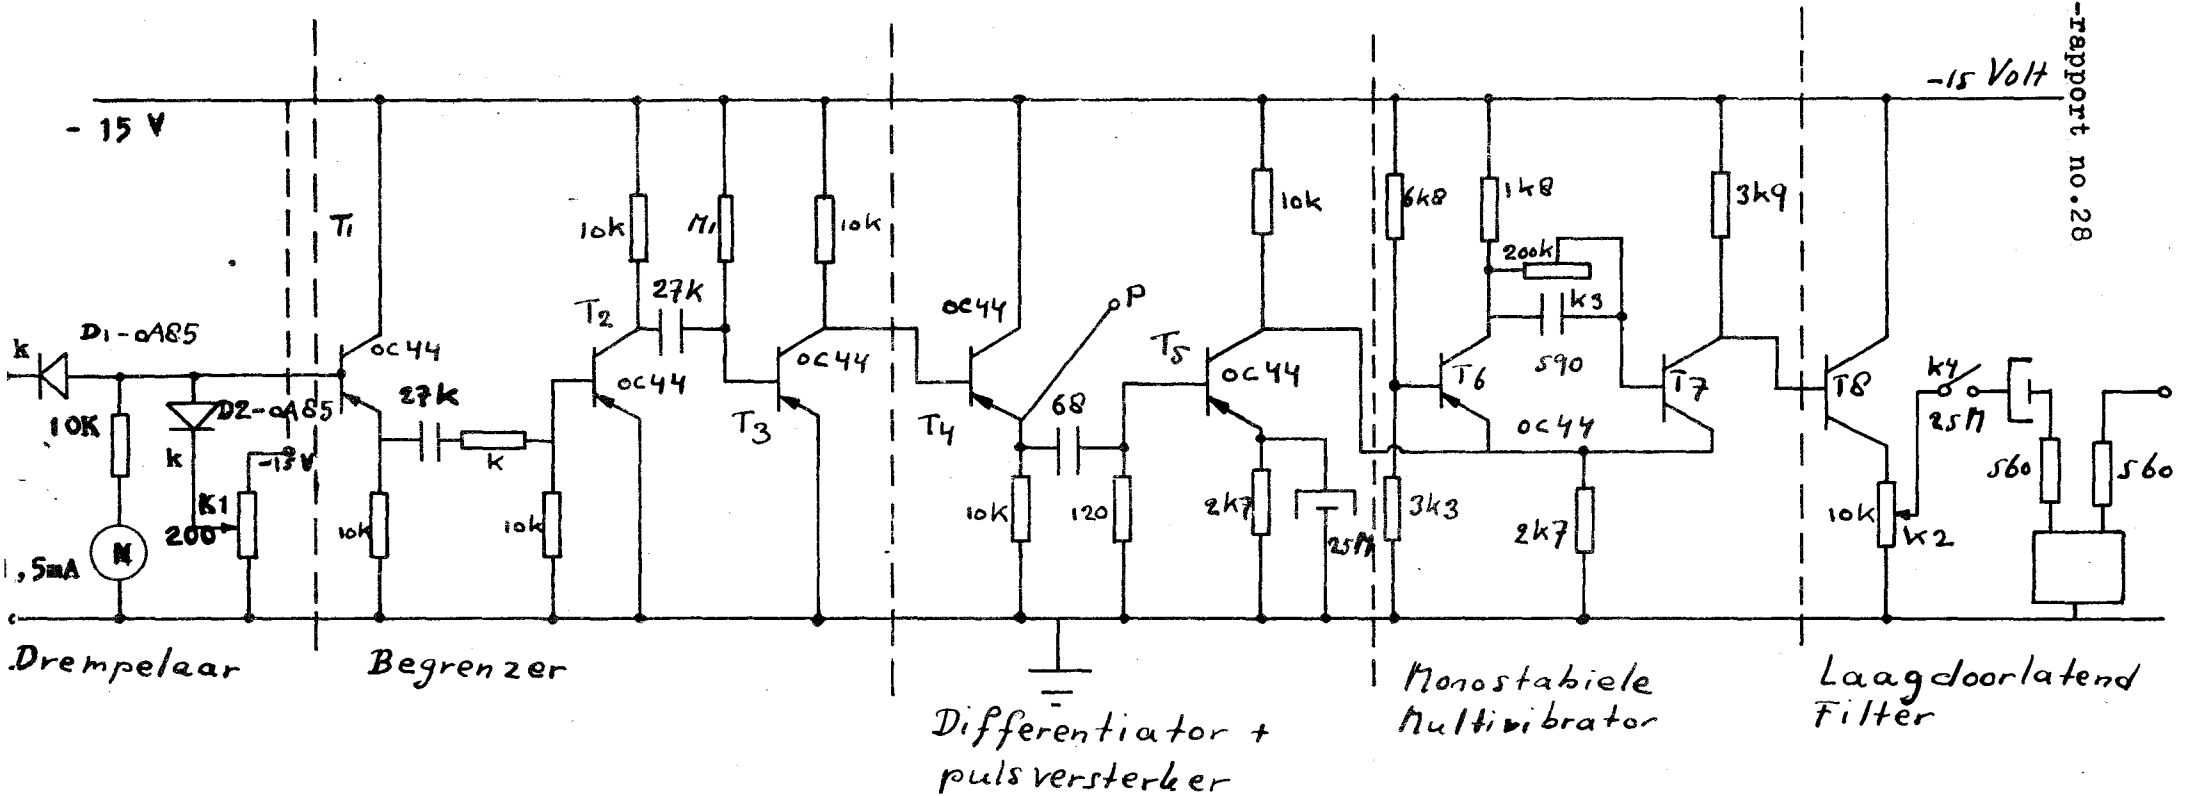 -rapport no.28
- 15 V
-15 Volt
T1
10k
M1
10k
10k
6k8
1k8
3k9
200k
k3
590
27k
T2
OC44
P
T5
OC44
D1-OA85
k
OC44
OC44
OC44
T3
T4
68
T6
T7
T8
k4
25M
D2-OA85
10K
27k
k
k
-15V
K1
200
10k
10k
10k
120
2k7
25M
3k3
OC44
2k7
10k
k2
560
560
M
1,5mA
Drempelaar
Begrenzer
Differentiator +
pulsversterker
Monostabiele
Multivibrator
Laagdoorlatend
Filter